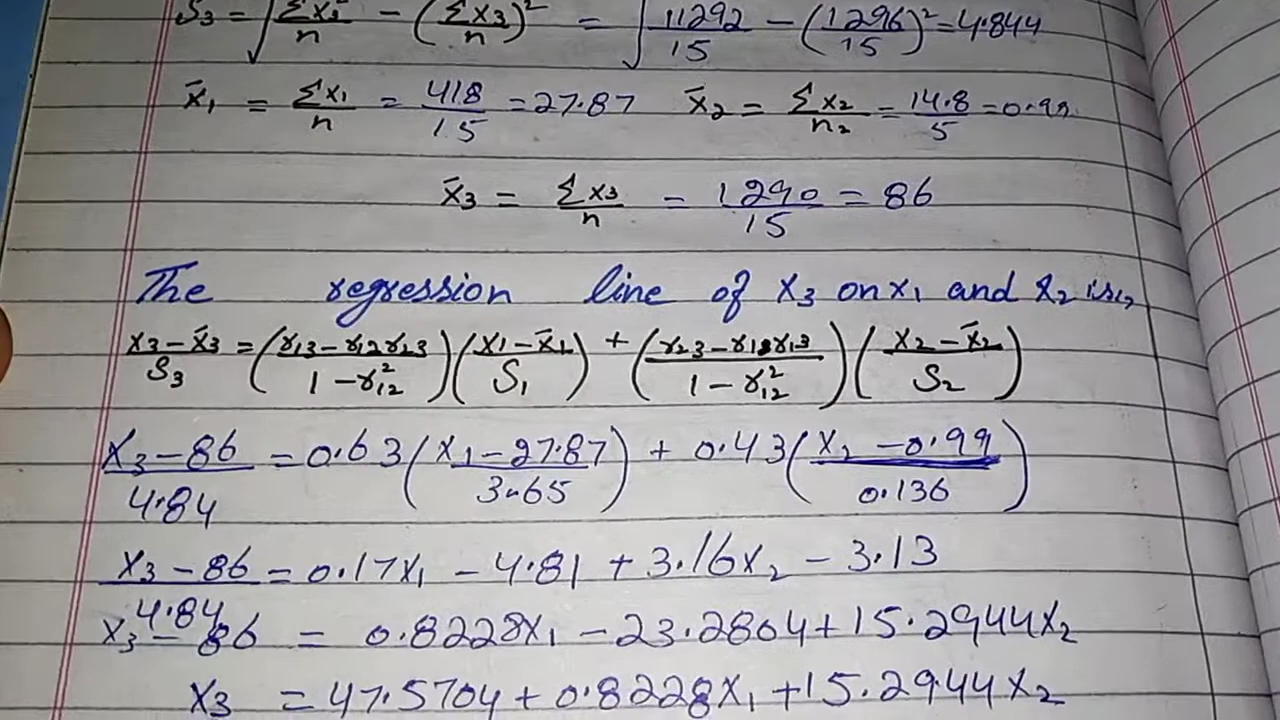 S₃ = √(Σx₃²/n − (Σx₃/n)²) = √(11292/15 − (1296/15)²) = 4.844
x̄₁ = Σx₁/n = 418/15 = 27.87 x̄₂ = Σx₂/n₂ = 14.8/5 = 0.99
x̄₃ = Σx₃/n = 1290/15 = 86
The regression line of x₃ on x₁ and x₂ is,
(x₃ − x̄₃)/S₃ = ((r₁₃ − r₁₂r₂₃)/(1 − r₁₂²))((x₁ − x̄₁)/S₁) + ((r₂₃ − r₁₃r₁₃)/(1 − r₁₂²))((x₂ − x̄₂)/S₂)
(x₃ − 86)/4.84 = 0.63((x₁ − 27.87)/3.65) + 0.43((x₂ − 0.99)/0.136)
(x₃ − 86)/4.84 = 0.17x₁ − 4.81 + 3.16x₂ − 3.13
x₃ − 86 = 0.8228x₁ − 23.2804 + 15.2944x₂
x₃ = 47.5704 + 0.8228x₁ + 15.2944x₂